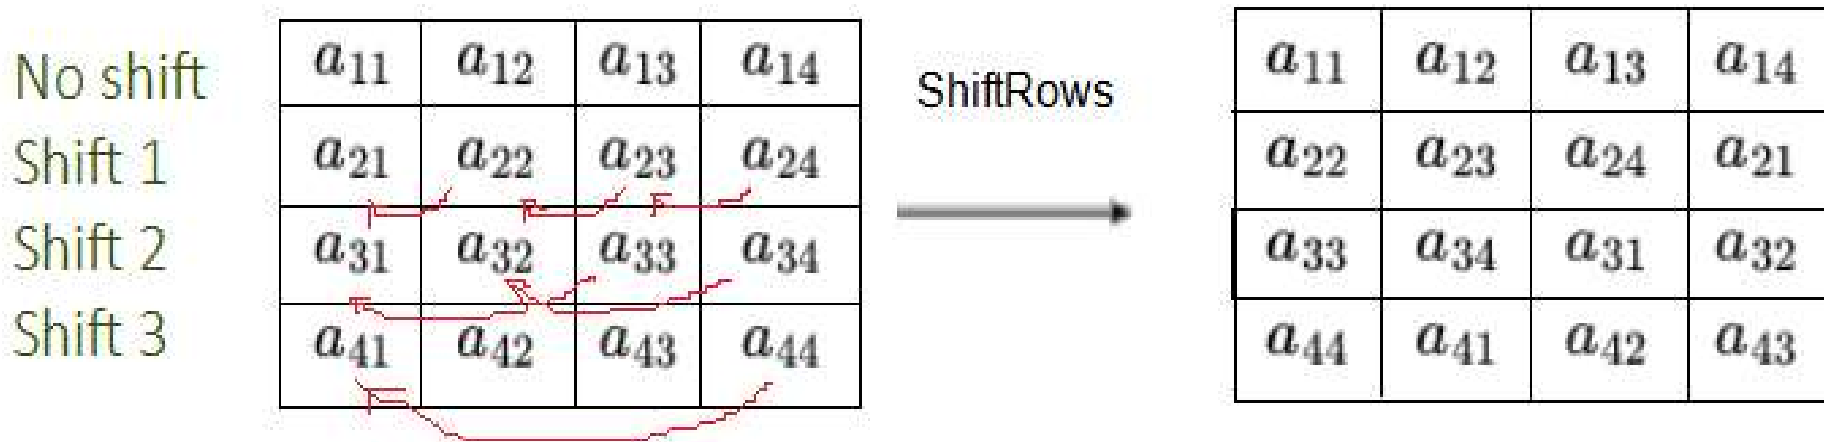 No shift a₁₁ a₁₂ a₁₃ a₁₄ ShiftRows a₁₁ a₁₂ a₁₃ a₁₄
Shift 1 a₂₁ a₂₂ a₂₃ a₂₄ a₂₂ a₂₃ a₂₄ a₂₁
Shift 2 a₃₁ a₃₂ a₃₃ a₃₄ a₃₃ a₃₄ a₃₁ a₃₂
Shift 3 a₄₁ a₄₂ a₄₃ a₄₄ a₄₄ a₄₁ a₄₂ a₄₃